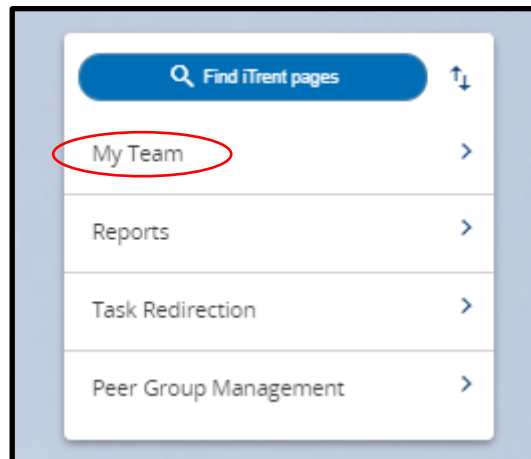 Find iTrent pages
My Team
Reports
Task Redirection
Peer Group Management